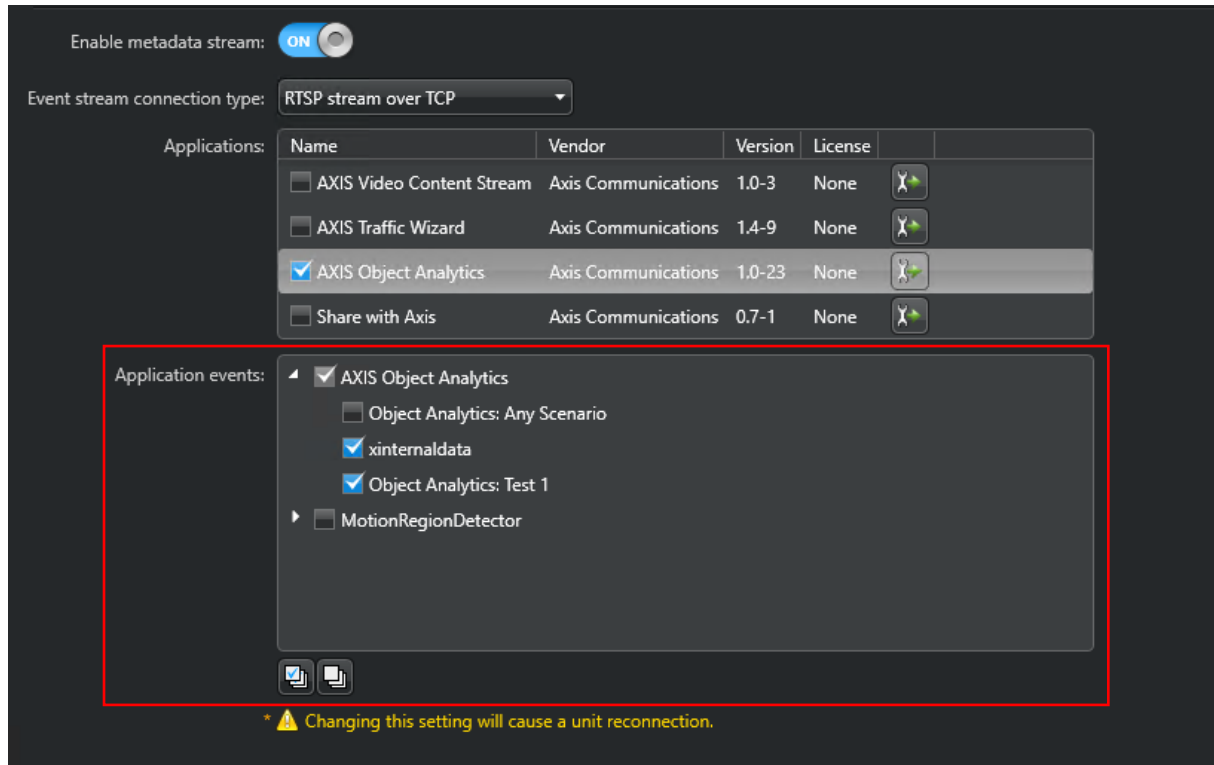 Enable metadata stream: ON
Event stream connection type: RTSP stream over TCP
Applications: Name Vendor Version License
AXIS Video Content Stream Axis Communications 1.0-3 None
AXIS Traffic Wizard Axis Communications 1.4-9 None
AXIS Object Analytics Axis Communications 1.0-23 None
Share with Axis Axis Communications 0.7-1 None
Application events: AXIS Object Analytics
Object Analytics: Any Scenario
xinternaldata
Object Analytics: Test 1
MotionRegionDetector
* Changing this setting will cause a unit reconnection.